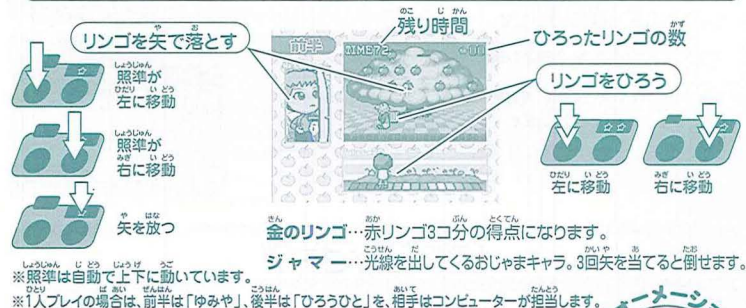 残り時間
リンゴを矢で落とす
前半
TIME72
ひろったリンゴの数
リンゴをひろう
照準が
左に移動
照準が
右に移動
矢を放つ
左に移動
右に移動
金のリンゴ…赤リンゴ3コ分の得点になります。
ジャマー…光線を出してくるおじゃまキャラ。3回矢を当てると倒せます。
※照準は自動で上下に動いています。
※1人プレイの場合は、前半は「ゆみや」、後半は「ひろうひと」を、相手はコンピューターが担当します。